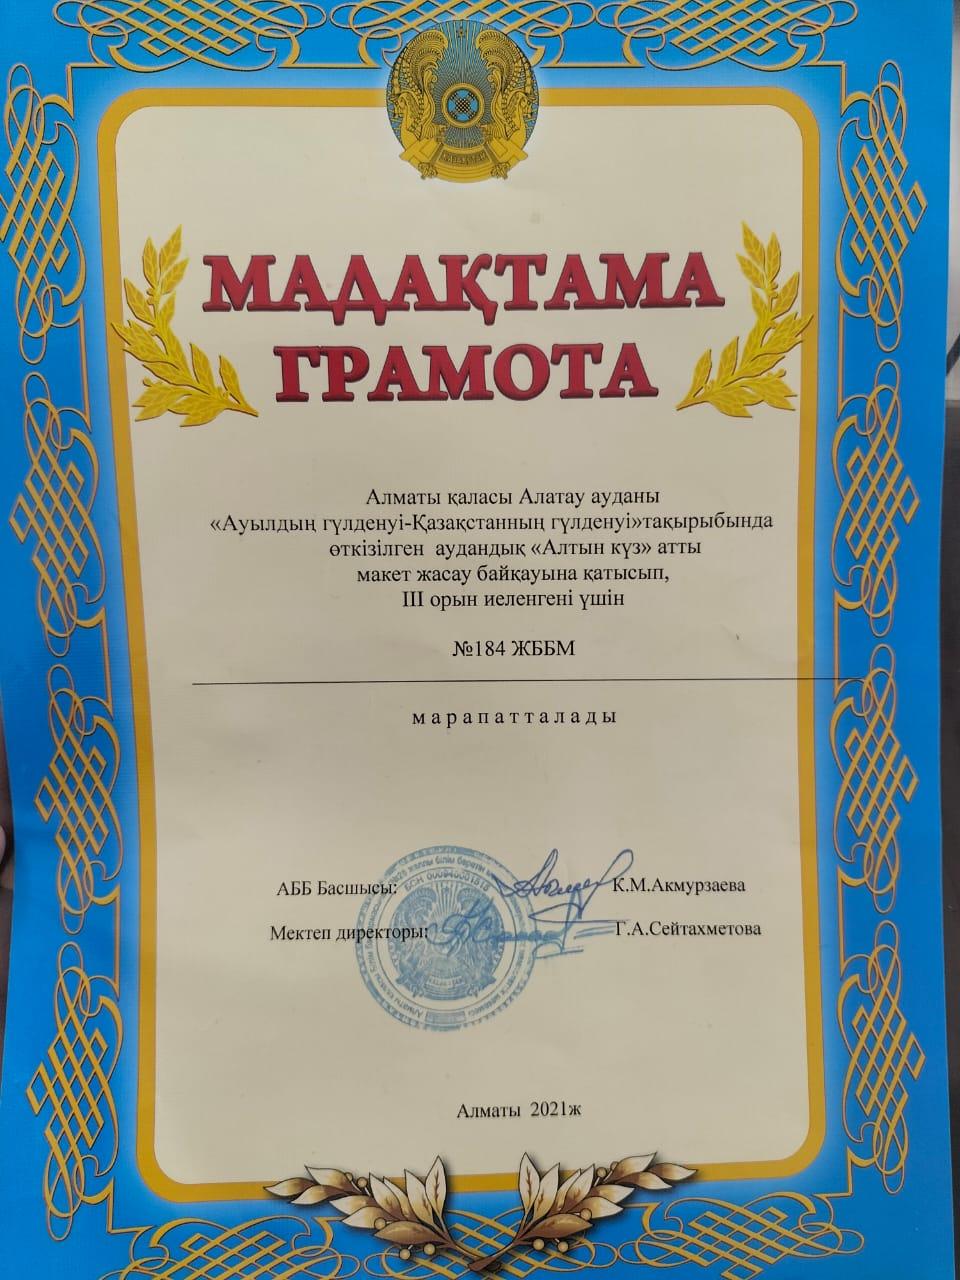 ҚАЗАҚСТАН
МАДАҚТАМА
ГРАМОТА
Алматы қаласы Алатау ауданы
«Ауылдың гүлденуі-Қазақстанның гүлденуі»тақырыбында
өткізілген аудандық «Алтын күз» атты
макет жасау байқауына қатысып,
III орын иеленгені үшін
№184 ЖББМ
марапатталады
АББ Басшысы: К.М.Акмурзаева
Мектеп директоры: Г.А.Сейтахметова
Алматы 2021ж